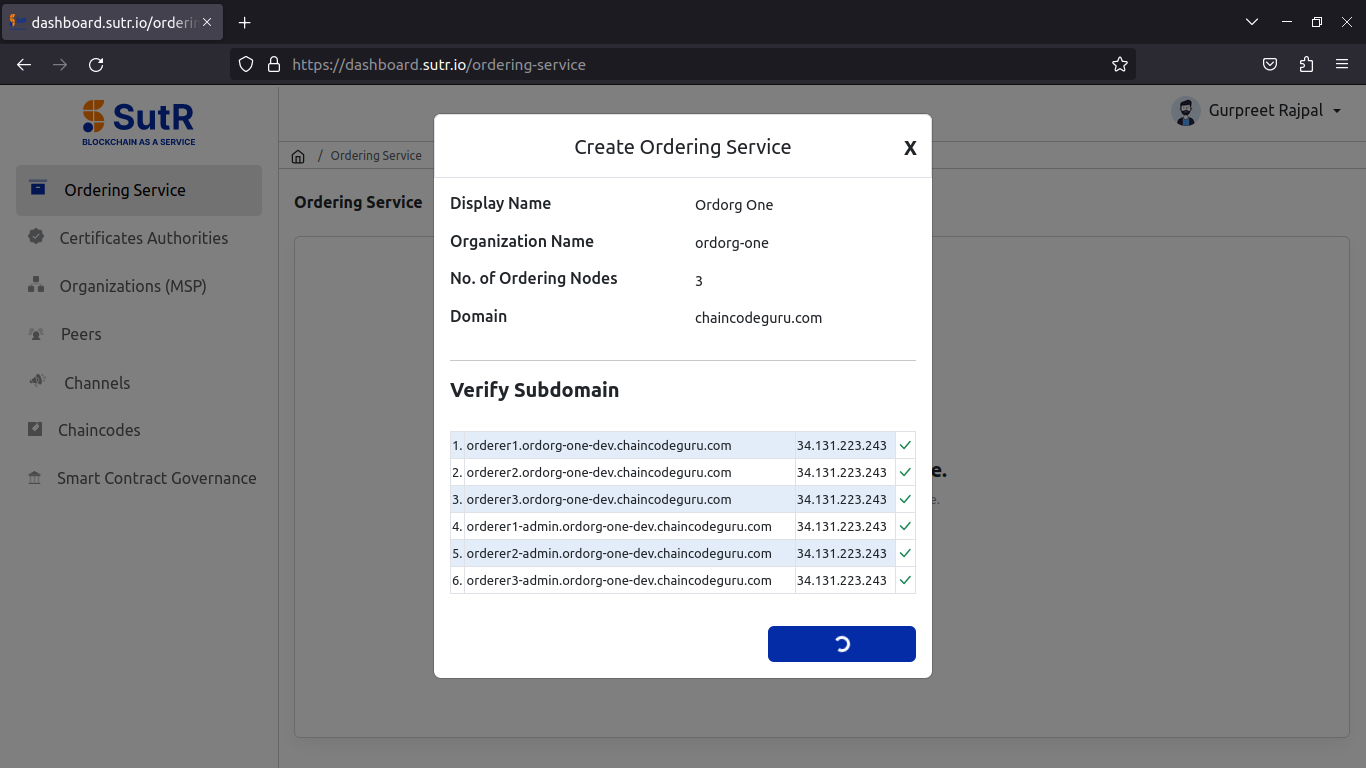 dashboard.sutr.io/orderin
https://dashboard.sutr.io/ordering-service
SutR
BLOCKCHAIN AS A SERVICE
Gurpreet Rajpal
/ Ordering Service
Ordering Service
Certificates Authorities
Organizations (MSP)
Peers
Channels
Chaincodes
Smart Contract Governance
Ordering Service
Create Ordering Service
X
Display Name Ordorg One
Organization Name ordorg-one
No. of Ordering Nodes 3
Domain chaincodeguru.com
Verify Subdomain
1. orderer1.ordorg-one-dev.chaincodeguru.com 34.131.223.243
2. orderer2.ordorg-one-dev.chaincodeguru.com 34.131.223.243
3. orderer3.ordorg-one-dev.chaincodeguru.com 34.131.223.243
4. orderer1-admin.ordorg-one-dev.chaincodeguru.com 34.131.223.243
5. orderer2-admin.ordorg-one-dev.chaincodeguru.com 34.131.223.243
6. orderer3-admin.ordorg-one-dev.chaincodeguru.com 34.131.223.243